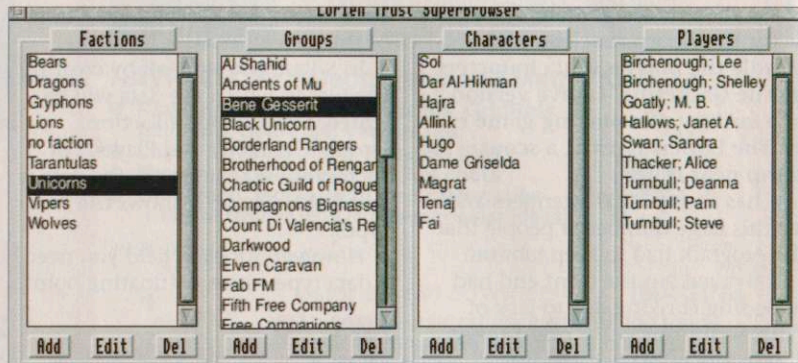 Lorien Trust SuperBrowser
Factions
Bears
Dragons
Gryphons
Lions
no faction
Tarantulas
Unicorns
Vipers
Wolves
Add Edit Del
Groups
Al Shahid
Ancients of Mu
Bene Gesserit
Black Unicorn
Borderland Rangers
Brotherhood of Rengar
Chaotic Guild of Rogue
Compagnons Bignasse
Count Di Valencia's Re
Darkwood
Elven Caravan
Fab FM
Fifth Free Company
Free Companions
Add Edit Del
Characters
Sol
Dar Al-Hikman
Hajra
Allink
Hugo
Dame Griselda
Magrat
Tenaj
Fai
Add Edit Del
Players
Birchenough; Lee
Birchenough; Shelley
Goatly; M. B.
Hallows; Janet A.
Swan; Sandra
Thacker; Alice
Turnbull; Deanna
Turnbull; Pam
Turnbull; Steve
Add Edit Del